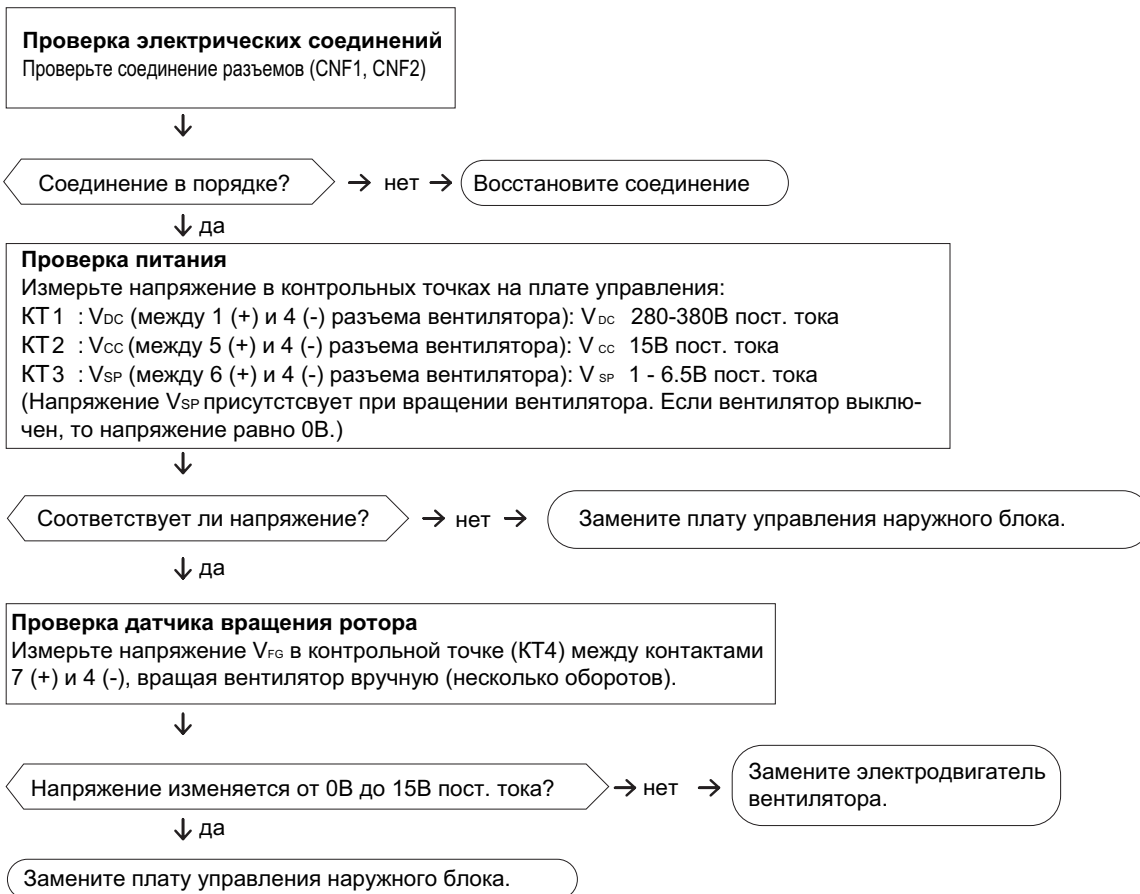 Проверка электрических соединений
Проверьте соединение разъемов (CNF1, CNF2)
Соединение в порядке?
нет
Восстановите соединение
да
Проверка питания
Измерьте напряжение в контрольных точках на плате управления:
КТ1 : VDC (между 1 (+) и 4 (-) разъема вентилятора): VDC 280-380В пост. тока
КТ2 : VCC (между 5 (+) и 4 (-) разъема вентилятора): VCC 15В пост. тока
КТ3 : VSP (между 6 (+) и 4 (-) разъема вентилятора): VSP 1 - 6.5В пост. тока
(Напряжение VSP присутстсвует при вращении вентилятора. Если вентилятор выклю-
чен, то напряжение равно 0В.)
Соответствует ли напряжение?
нет
Замените плату управления наружного блока.
да
Проверка датчика вращения ротора
Измерьте напряжение VFG в контрольной точке (КТ4) между контактами
7 (+) и 4 (-), вращая вентилятор вручную (несколько оборотов).
Напряжение изменяется от 0В до 15В пост. тока?
нет
Замените электродвигатель
вентилятора.
да
Замените плату управления наружного блока.